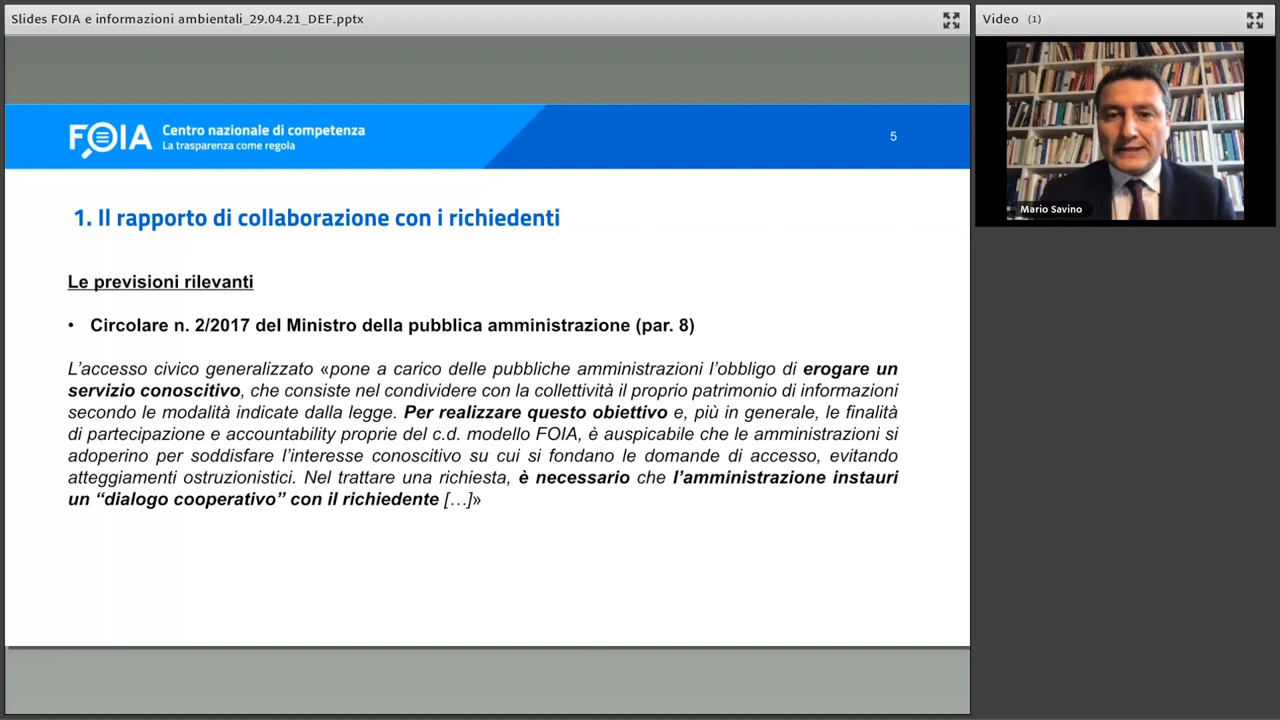 Slides FOIA e informazioni ambientali_29.04.21_DEF.pptx
Video (1)
FOIA
Centro nazionale di competenza
La trasparenza come regola
5
Mario Savino
1. Il rapporto di collaborazione con i richiedenti
Le previsioni rilevanti
• Circolare n. 2/2017 del Ministro della pubblica amministrazione (par. 8)
L’accesso civico generalizzato «pone a carico delle pubbliche amministrazioni l’obbligo di erogare un
servizio conoscitivo, che consiste nel condividere con la collettività il proprio patrimonio di informazioni
secondo le modalità indicate dalla legge. Per realizzare questo obiettivo e, più in generale, le finalità
di partecipazione e accountability proprie del c.d. modello FOIA, è auspicabile che le amministrazioni si
adoperino per soddisfare l’interesse conoscitivo su cui si fondano le domande di accesso, evitando
atteggiamenti ostruzionistici. Nel trattare una richiesta, è necessario che l’amministrazione instauri
un “dialogo cooperativo” con il richiedente […]»